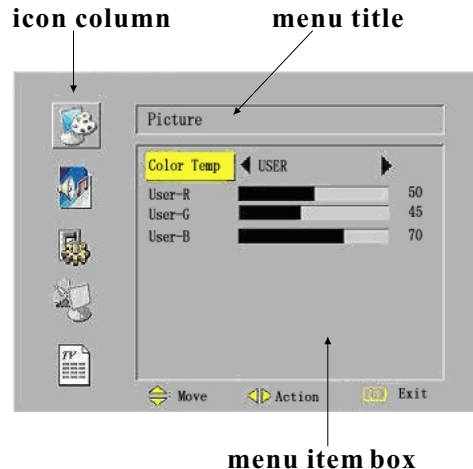 icon column
menu title
Picture
Color Temp USER
User-R 50
User-G 45
User-B 70
TV
Move Action Exit
menu item box